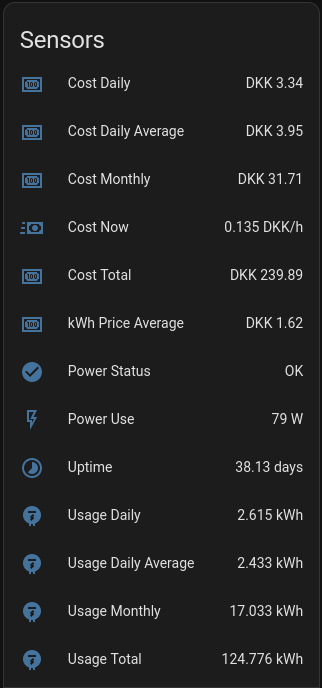 Sensors
Cost Daily DKK 3.34
Cost Daily Average DKK 3.95
Cost Monthly DKK 31.71
Cost Now 0.135 DKK/h
Cost Total DKK 239.89
kWh Price Average DKK 1.62
Power Status OK
Power Use 79 W
Uptime 38.13 days
Usage Daily 2.615 kWh
Usage Daily Average 2.433 kWh
Usage Monthly 17.033 kWh
Usage Total 124.776 kWh